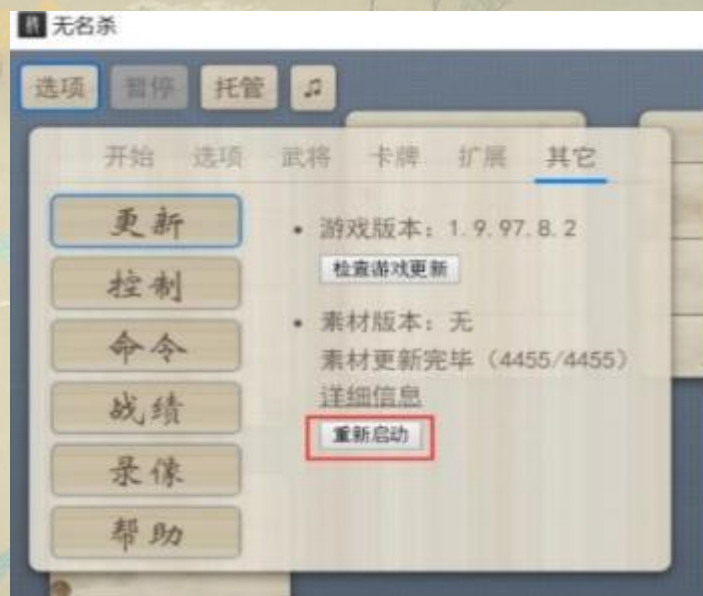 无名杀
选项 暂停 托管 ♫
开始 选项 武将 卡牌 扩展 其它
更新
控制
命令
战绩
录像
帮助
• 游戏版本：1.9.97.8.2
检查游戏更新
• 素材版本：无
素材更新完毕（4455/4455）
详细信息
重新启动